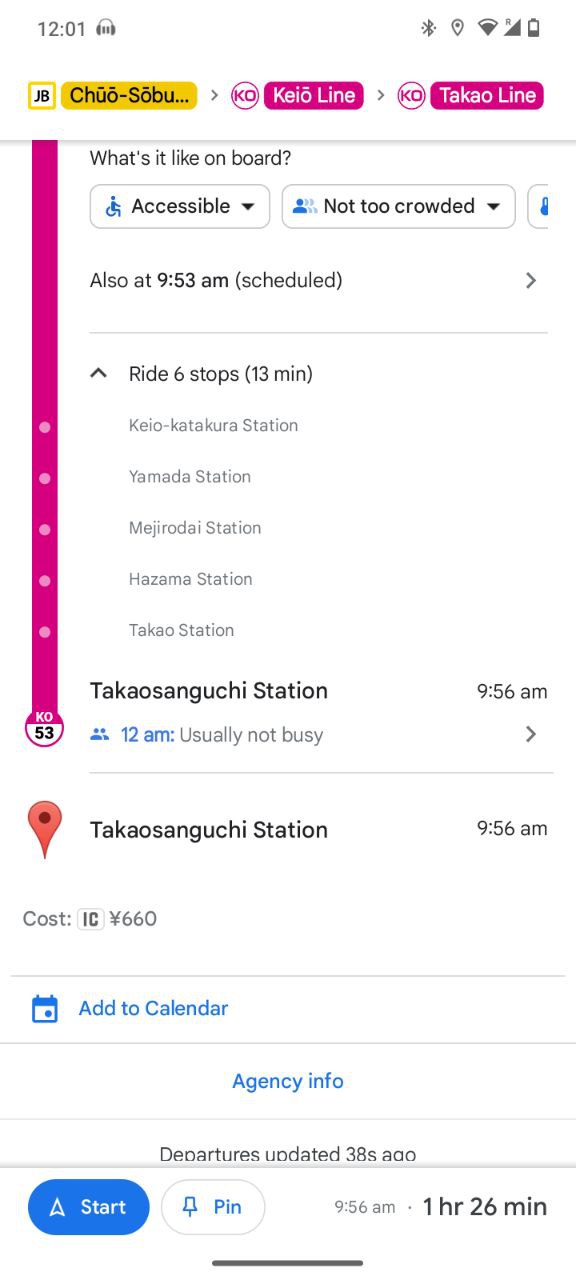 12:01
R
JB Chūō-Sōbu... > KO Keiō Line > KO Takao Line
What's it like on board?
Accessible
Not too crowded
Also at 9:53 am (scheduled)
Ride 6 stops (13 min)
Keio-katakura Station
Yamada Station
Mejirodai Station
Hazama Station
Takao Station
Takaosanguchi Station 9:56 am
KO
53
12 am: Usually not busy
Takaosanguchi Station 9:56 am
Cost: IC ¥660
Add to Calendar
Agency info
Departures updated 38s ago
Start Pin 9:56 am · 1 hr 26 min